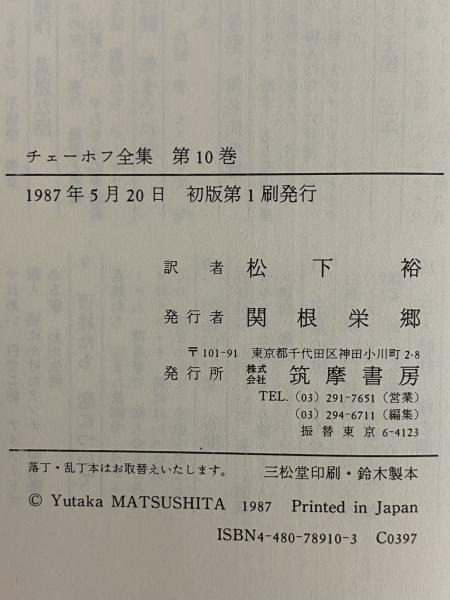 チェーホフ全集 第10巻
1987年5月20日 初版第1刷発行
訳者 松下裕
発行者 関根栄郷
〒101-91 東京都千代田区神田小川町2-8
発行所 株式会社 筑摩書房
TEL. (03) 291-7651 (営業)
(03) 294-6711 (編集)
振替東京6-4123
落丁・乱丁本はお取替えいたします。 三松堂印刷・鈴木製本
© Yutaka MATSUSHITA 1987 Printed in Japan
ISBN4-480-78910-3 C0397